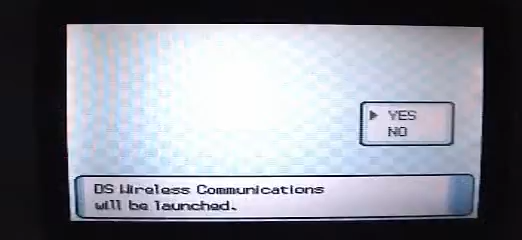 YES
NO
DS Wireless Communications
will be launched.